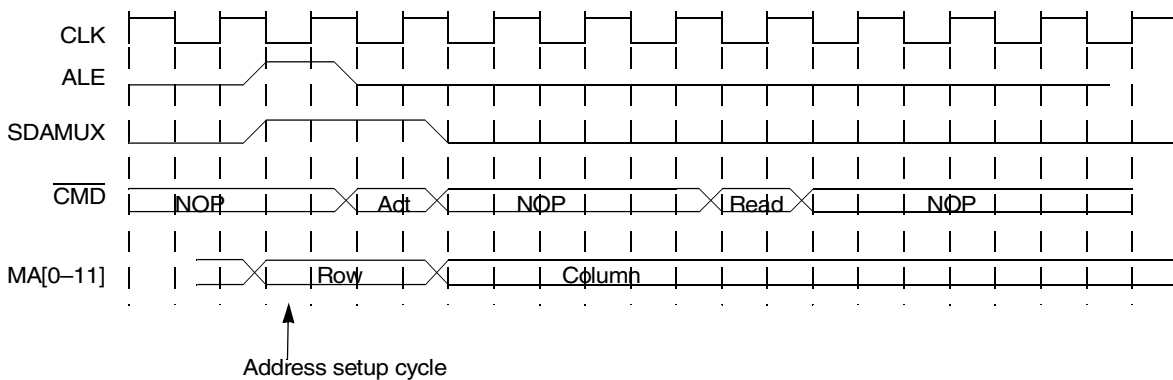 CLK
ALE
SDAMUX
CMD NOP Act NOP Read NOP
MA[0–11] Row Column
Address setup cycle